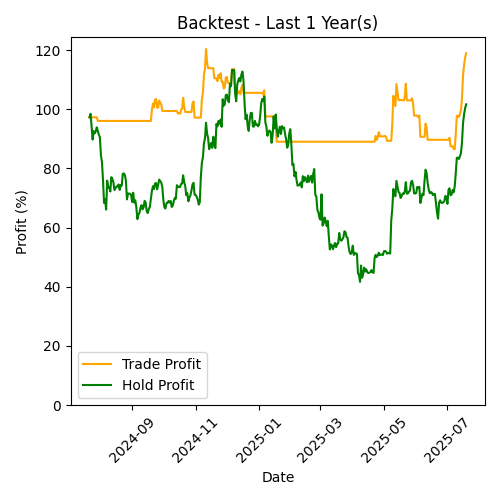 Backtest - Last 1 Year(s)
Profit (%)
120
100
80
60
40
20
0
Trade Profit
Hold Profit
2024-09
2024-11
2025-01
2025-03
2025-05
2025-07
Date